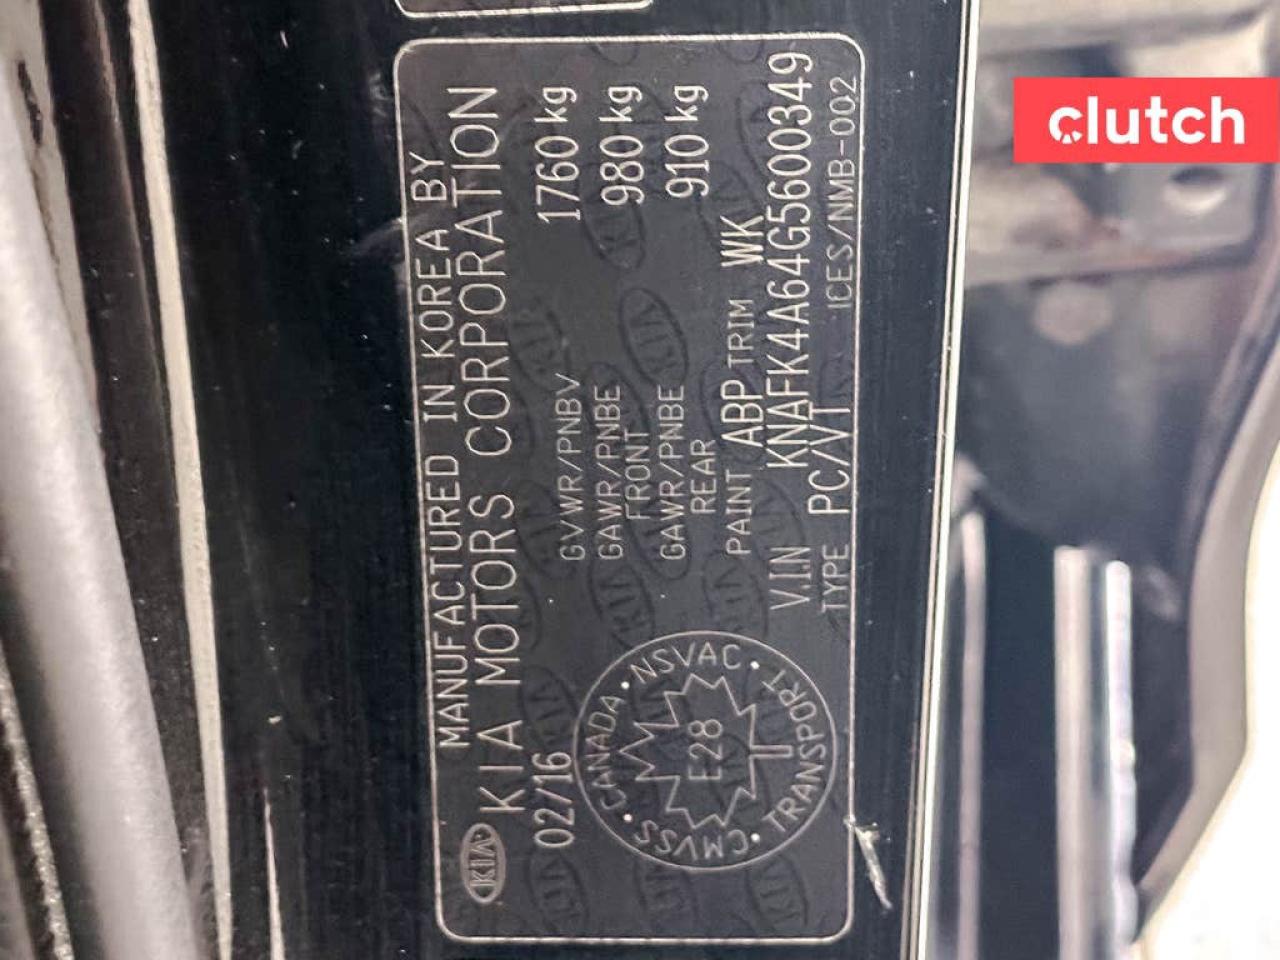 clutch
MANUFACTURED IN KOREA BY
KIA KIA MOTORS CORPORATION
02/16
GVWR/PNBV 1760 kg
GAWR/PNBE FRONT 980 kg
GAWR/PNBE REAR 910 kg
PAINT ABP TRIM WK
V.I.N KNAFK4A64G5600349
TYPE PC/VT ICES/NMB-002
CANADA · NSVAC · TRANSPORT · CMVSS
E28